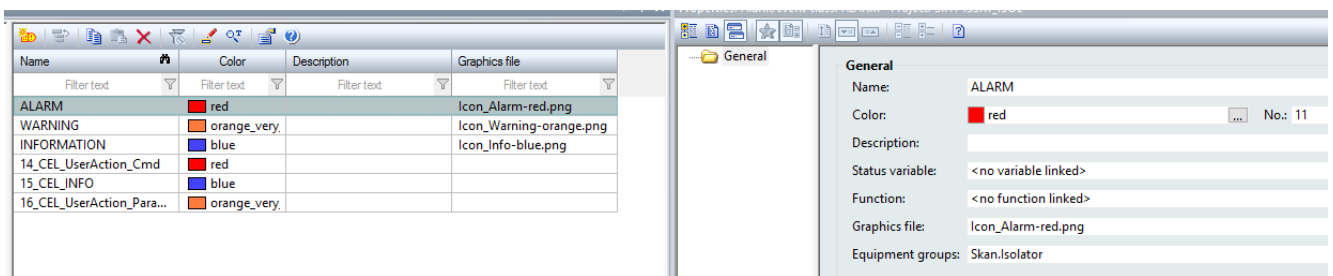 Name Color Description Graphics file
Filter text Filter text Filter text Filter text
ALARM red Icon_Alarm-red.png
WARNING orange_very, Icon_Warning-orange.png
INFORMATION blue Icon_Info-blue.png
14_CEL_UserAction_Cmd red
15_CEL_INFO blue
16_CEL_UserAction_Para... orange_very,
General
General
Name: ALARM
Color: red ... No.: 11
Description:
Status variable: <no variable linked>
Function: <no function linked>
Graphics file: Icon_Alarm-red.png
Equipment groups: Skan.Isolator